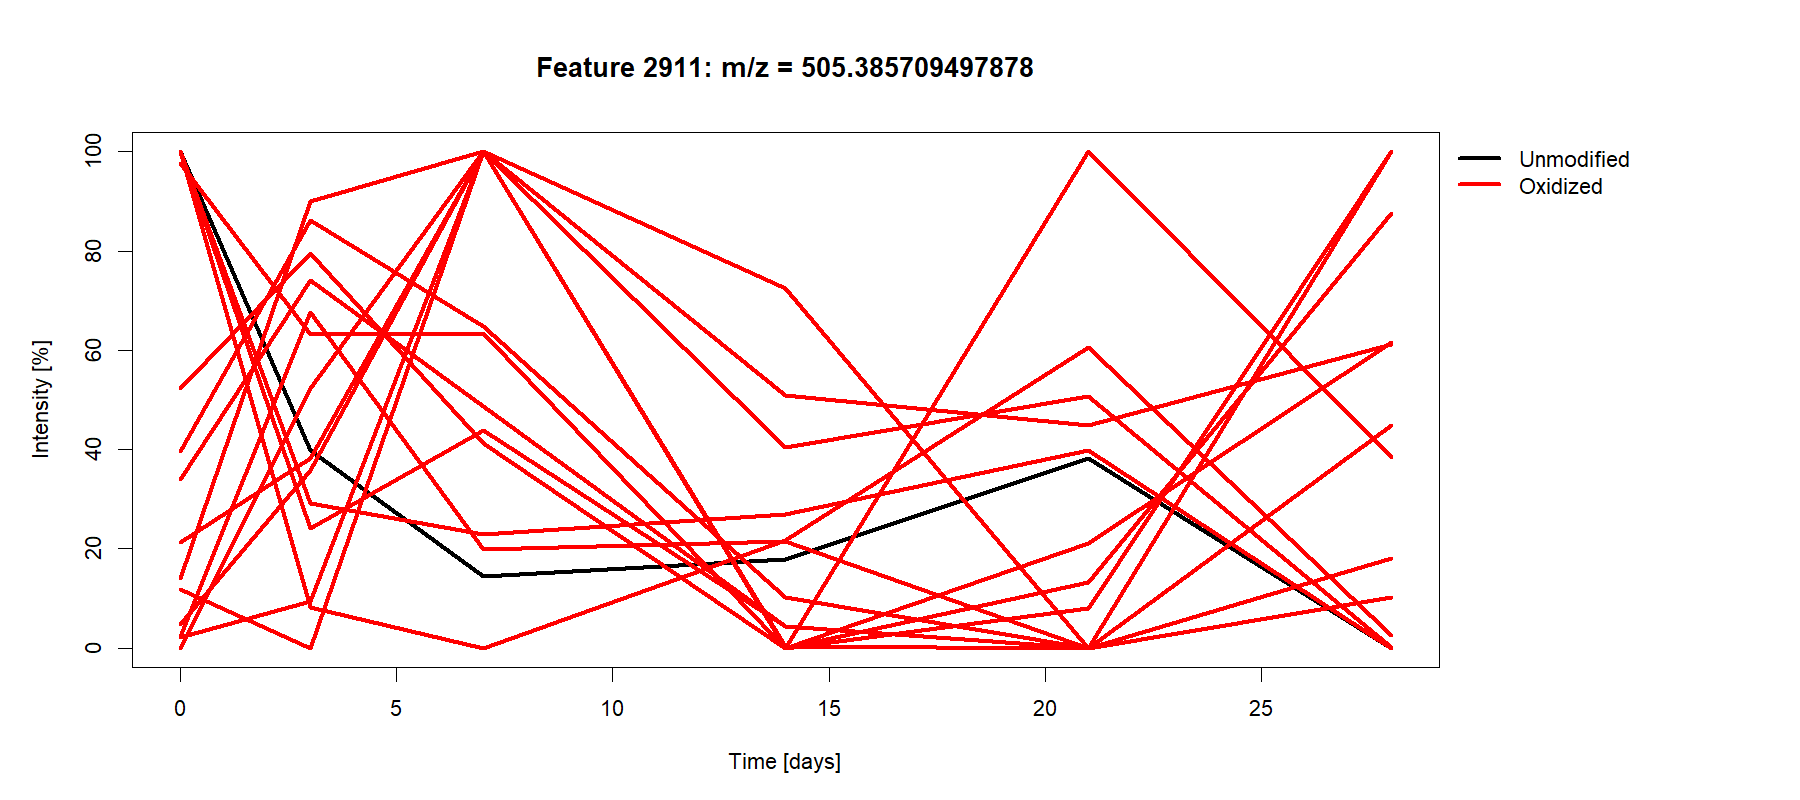 Feature 2911: m/z = 505.385709497878
Unmodified
Oxidized
Intensity [%]
100
80
60
40
20
0
0 5 10 15 20 25
Time [days]